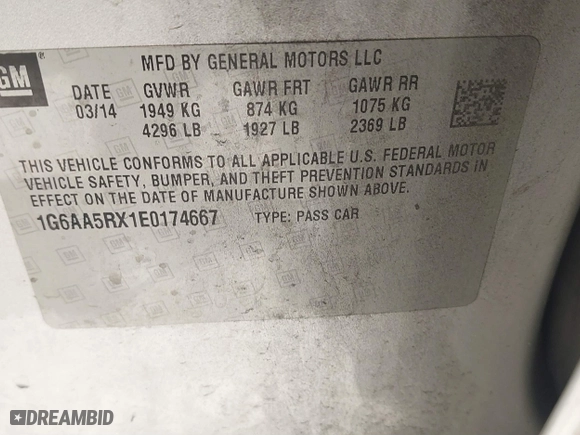 GM ®
MFD BY GENERAL MOTORS LLC
DATE GVWR GAWR FRT GAWR RR
03/14 1949 KG 874 KG 1075 KG
4296 LB 1927 LB 2369 LB
THIS VEHICLE CONFORMS TO ALL APPLICABLE U.S. FEDERAL MOTOR
VEHICLE SAFETY, BUMPER, AND THEFT PREVENTION STANDARDS IN
EFFECT ON THE DATE OF MANUFACTURE SHOWN ABOVE.
1G6AA5RX1E0174667 TYPE: PASS CAR
DREAMBID